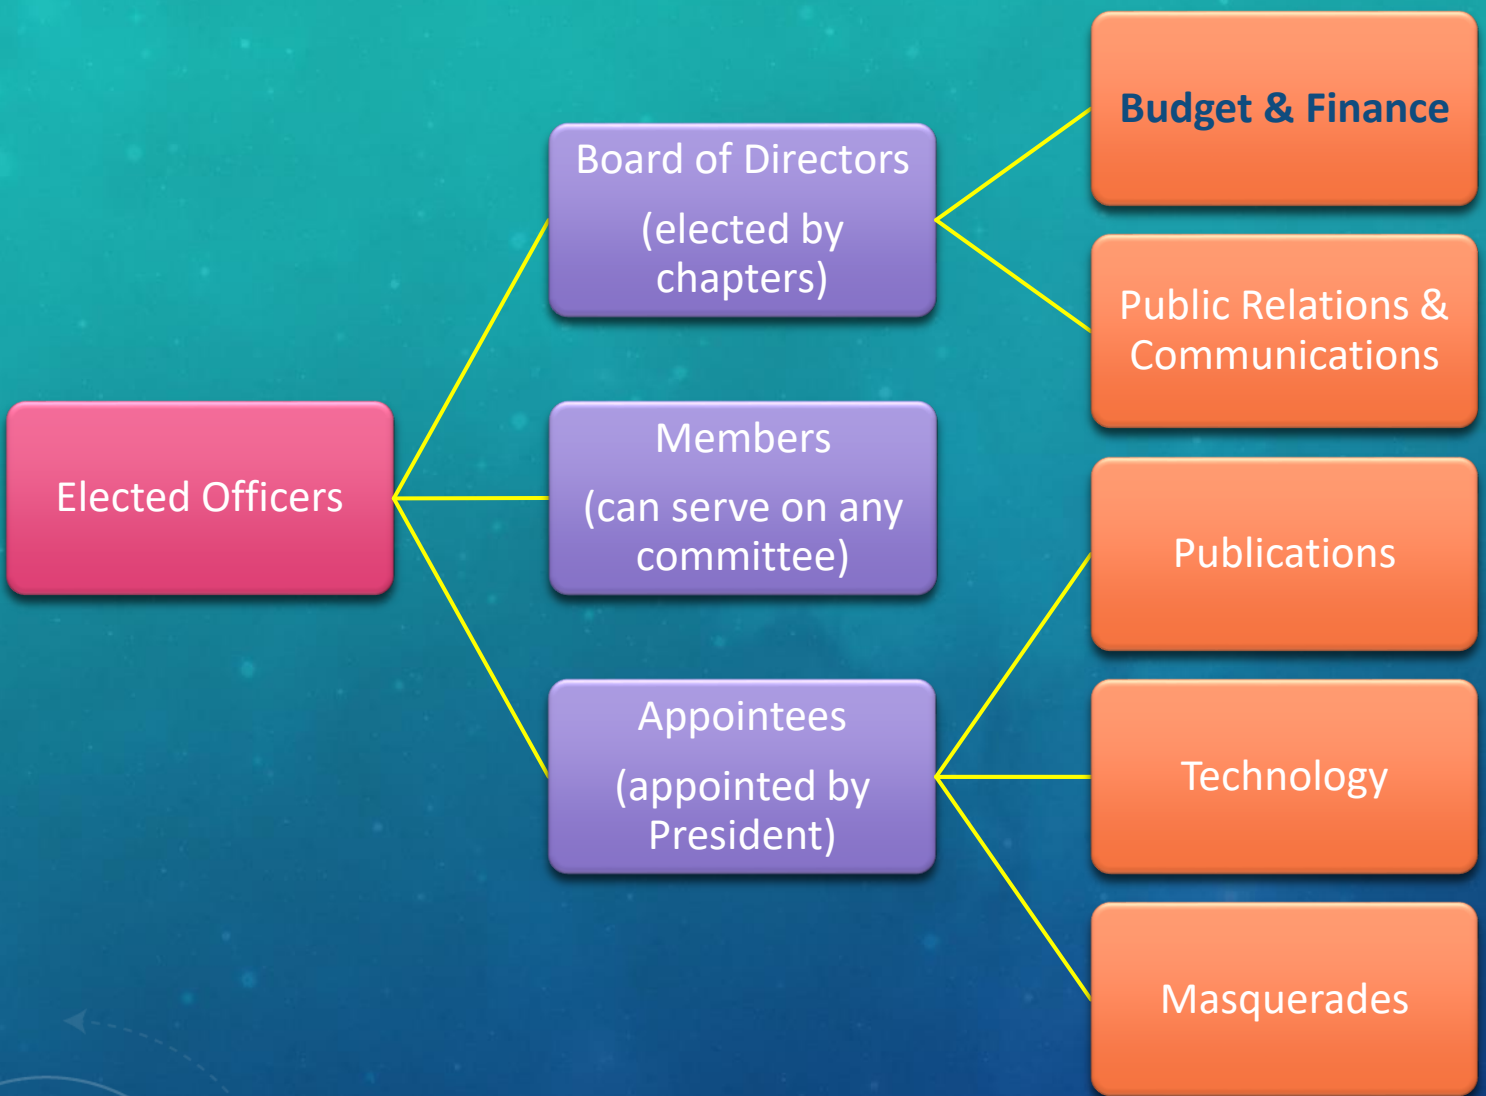 Elected Officers
Board of Directors
(elected by
chapters)
Members
(can serve on any
committee)
Appointees
(appointed by
President)
Budget & Finance
Public Relations &
Communications
Publications
Technology
Masquerades